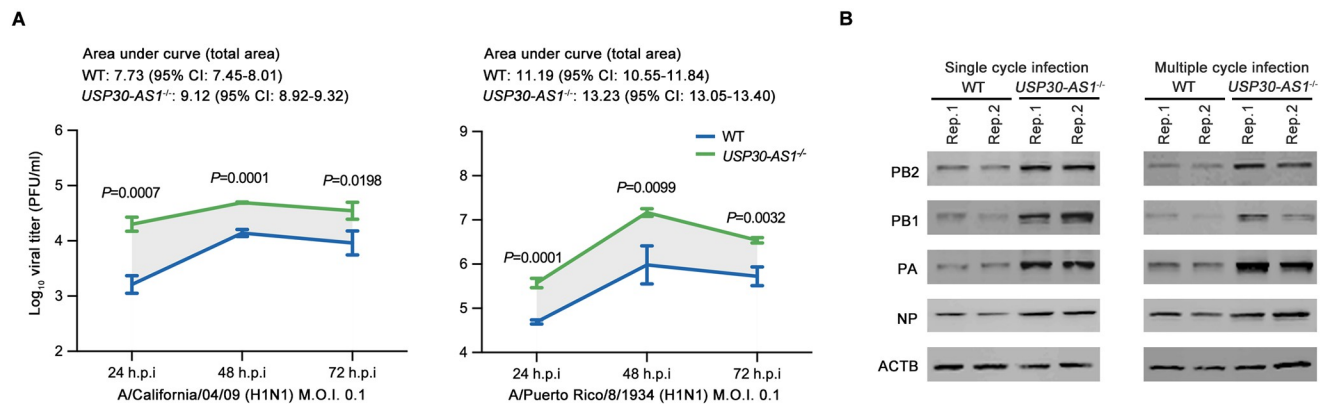 A
Area under curve (total area)
WT: 7.73 (95% CI: 7.45-8.01)
USP30-AS1-/-: 9.12 (95% CI: 8.92-9.32)
Log10 viral titer (PFU/ml)
6
5
4
3
2
P=0.0007
P=0.0001
P=0.0198
24 h.p.i
48 h.p.i
72 h.p.i
A/California/04/09 (H1N1) M.O.I. 0.1
Area under curve (total area)
WT: 11.19 (95% CI: 10.55-11.84)
USP30-AS1-/-: 13.23 (95% CI: 13.05-13.40)
9
8
7
6
5
4
WT
USP30-AS1-/-
P=0.0001
P=0.0099
P=0.0032
24 h.p.i
48 h.p.i
72 h.p.i
A/Puerto Rico/8/1934 (H1N1) M.O.I. 0.1
B
Single cycle infection
WT USP30-AS1-/-
Rep.1 Rep.2 Rep.1 Rep.2
Multiple cycle infection
WT USP30-AS1-/-
Rep.1 Rep.2 Rep.1 Rep.2
PB2
PB1
PA
NP
ACTB